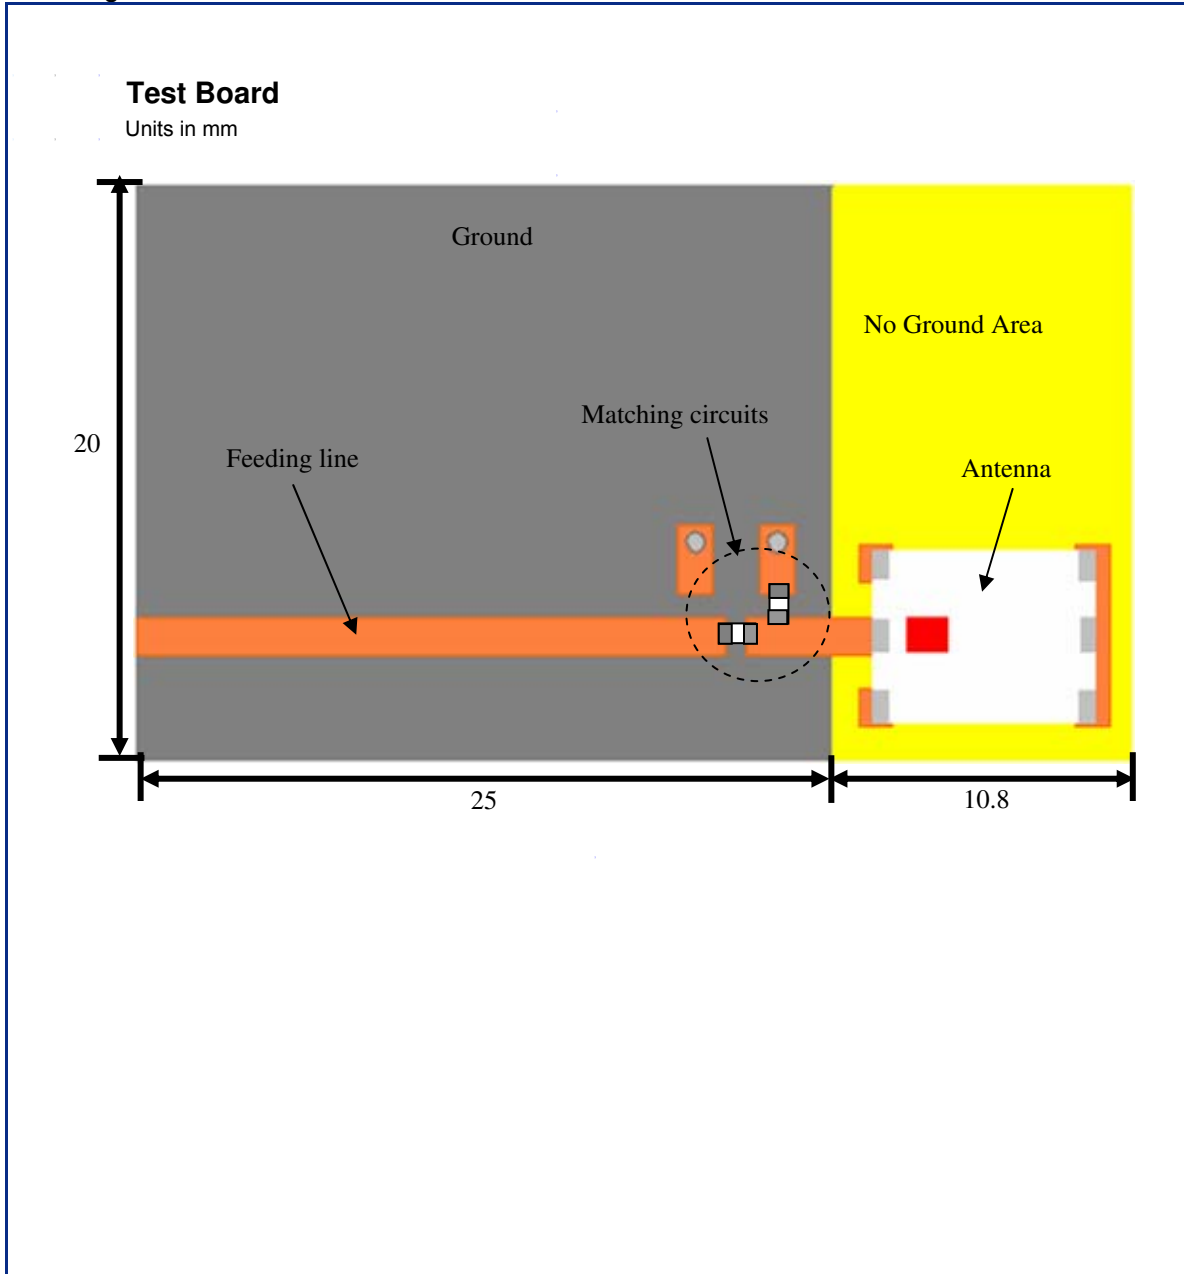 Test Board
Units in mm
Ground
No Ground Area
Matching circuits
20
Feeding line
Antenna
25
10.8